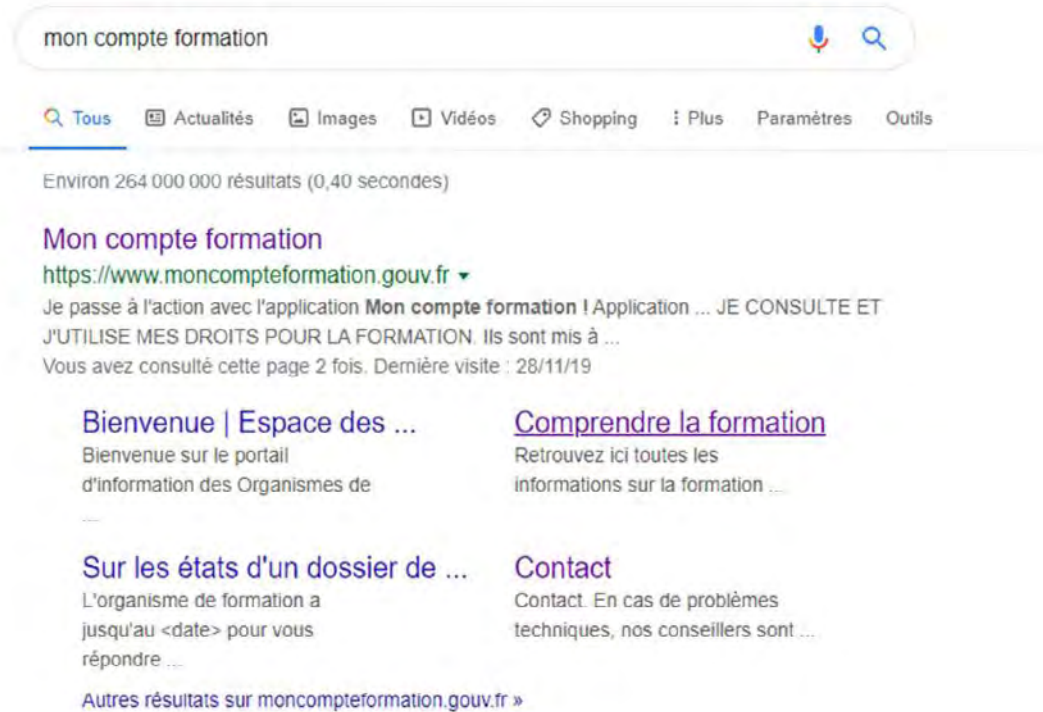 mon compte formation
Tous Actualités Images Vidéos Shopping Plus Paramètres Outils
Environ 264 000 000 résultats (0,40 secondes)
Mon compte formation
https://www.moncompteformation.gouv.fr
Je passe à l'action avec l'application Mon compte formation ! Application ... JE CONSULTE ET
J'UTILISE MES DROITS POUR LA FORMATION. Ils sont mis à ...
Vous avez consulté cette page 2 fois. Dernière visite : 28/11/19
Bienvenue | Espace des ...
Bienvenue sur le portail
d'information des Organismes de
...
Comprendre la formation
Retrouvez ici toutes les
informations sur la formation ...
Sur les états d'un dossier de ...
L'organisme de formation a
jusqu'au <date> pour vous
répondre ...
Contact
Contact. En cas de problèmes
techniques, nos conseillers sont ...
Autres résultats sur moncompteformation.gouv.fr »